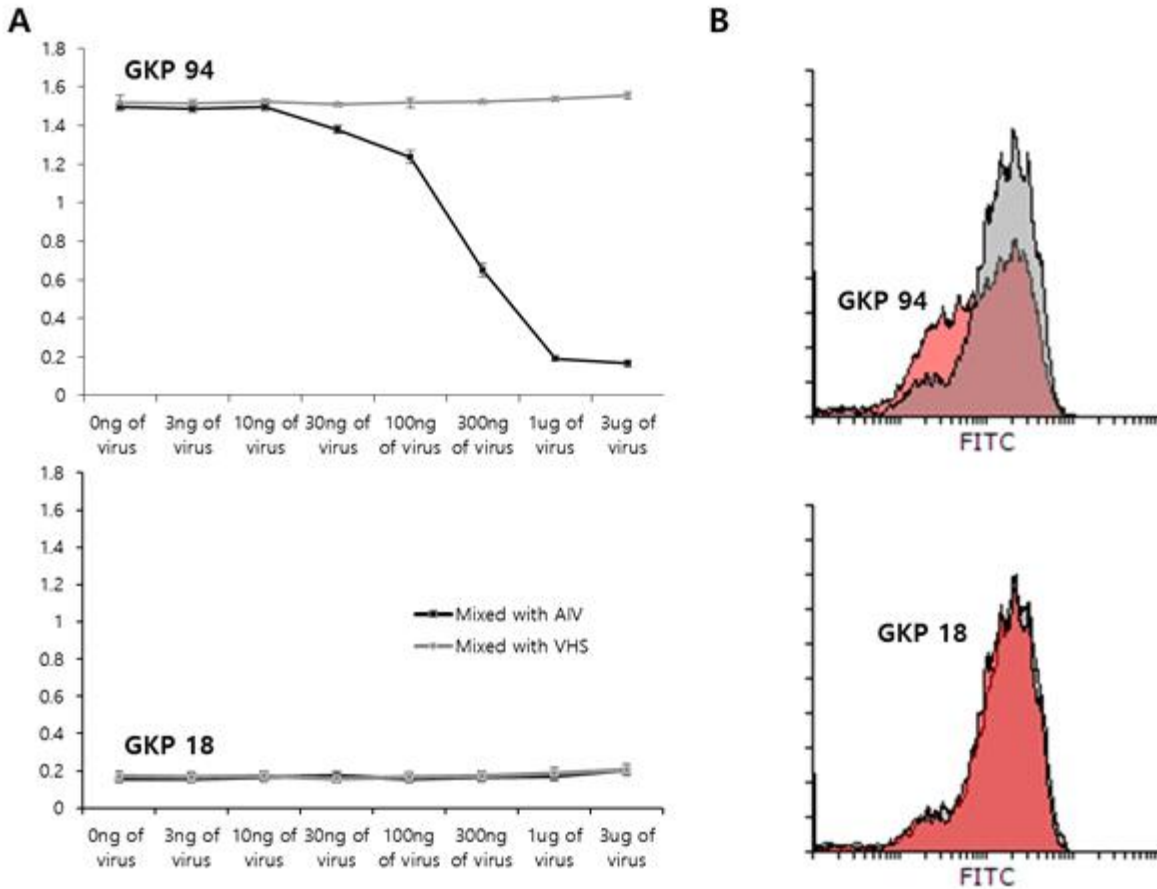 A
B
1.8
1.6
1.4
1.2
1
0.8
0.6
0.4
0.2
0
GKP 94
0ng of virus
3ng of virus
10ng of virus
30ng of virus
100ng of virus
300ng of virus
1ug of virus
3ug of virus
1.8
1.6
1.4
1.2
1
0.8
0.6
0.4
0.2
0
Mixed with AIV
Mixed with VHS
GKP 18
0ng of virus
3ng of virus
10ng of virus
30ng of virus
100ng of virus
300ng of virus
1ug of virus
3ug of virus
GKP 94
FITC
GKP 18
FITC